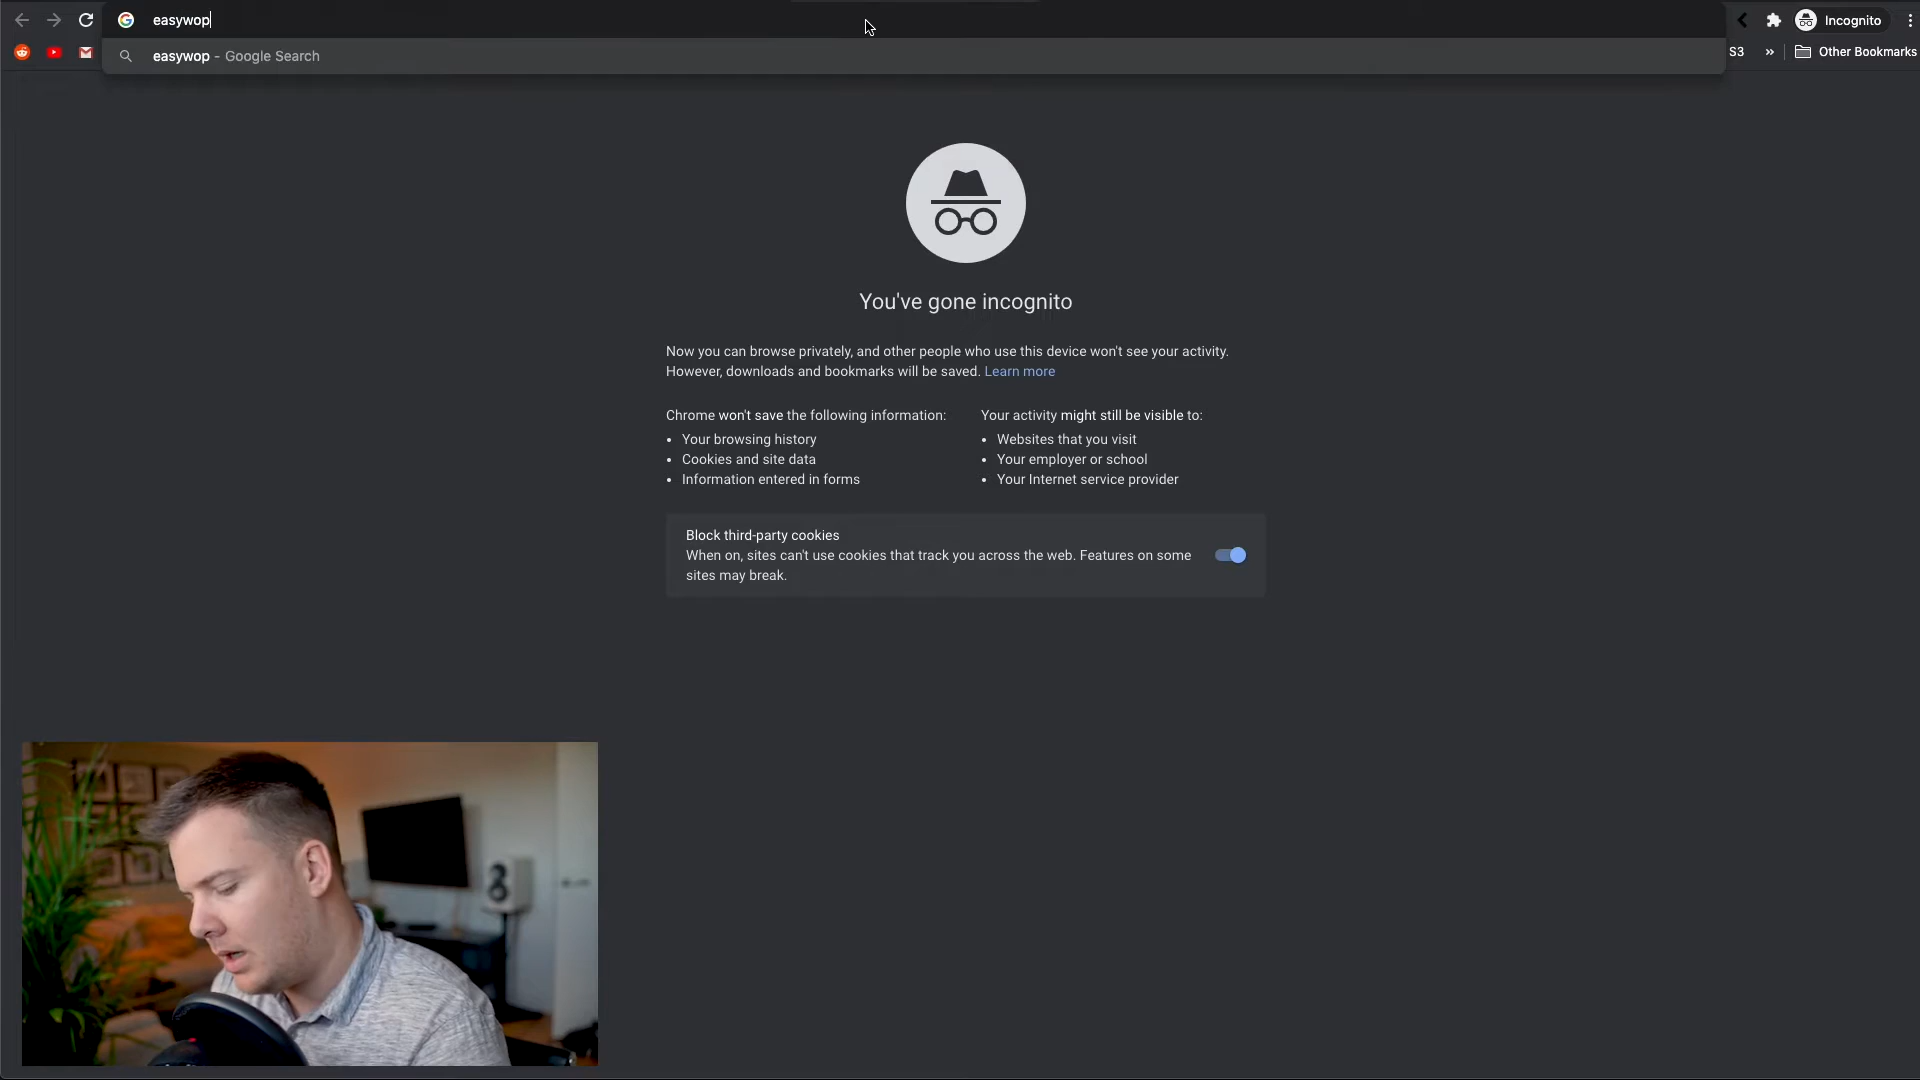 easywop
Incognito
easywop - Google Search
S3
»
Other Bookmarks
You've gone incognito
Now you can browse privately, and other people who use this device won't see your activity.
However, downloads and bookmarks will be saved. Learn more
Chrome won't save the following information:
• Your browsing history
• Cookies and site data
• Information entered in forms
Your activity might still be visible to:
• Websites that you visit
• Your employer or school
• Your Internet service provider
Block third-party cookies
When on, sites can't use cookies that track you across the web. Features on some
sites may break.